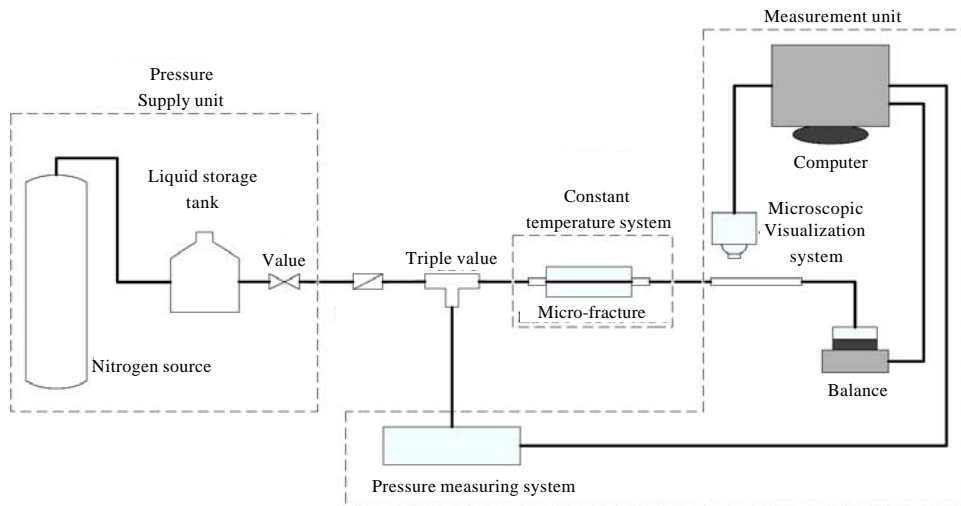 Measurement unit
Pressure
Supply unit
Computer
Liquid storage
tank
Constant
temperature system
Microscopic
Visualization
system
Value
Triple value
Micro-fracture
Nitrogen source
Balance
Pressure measuring system